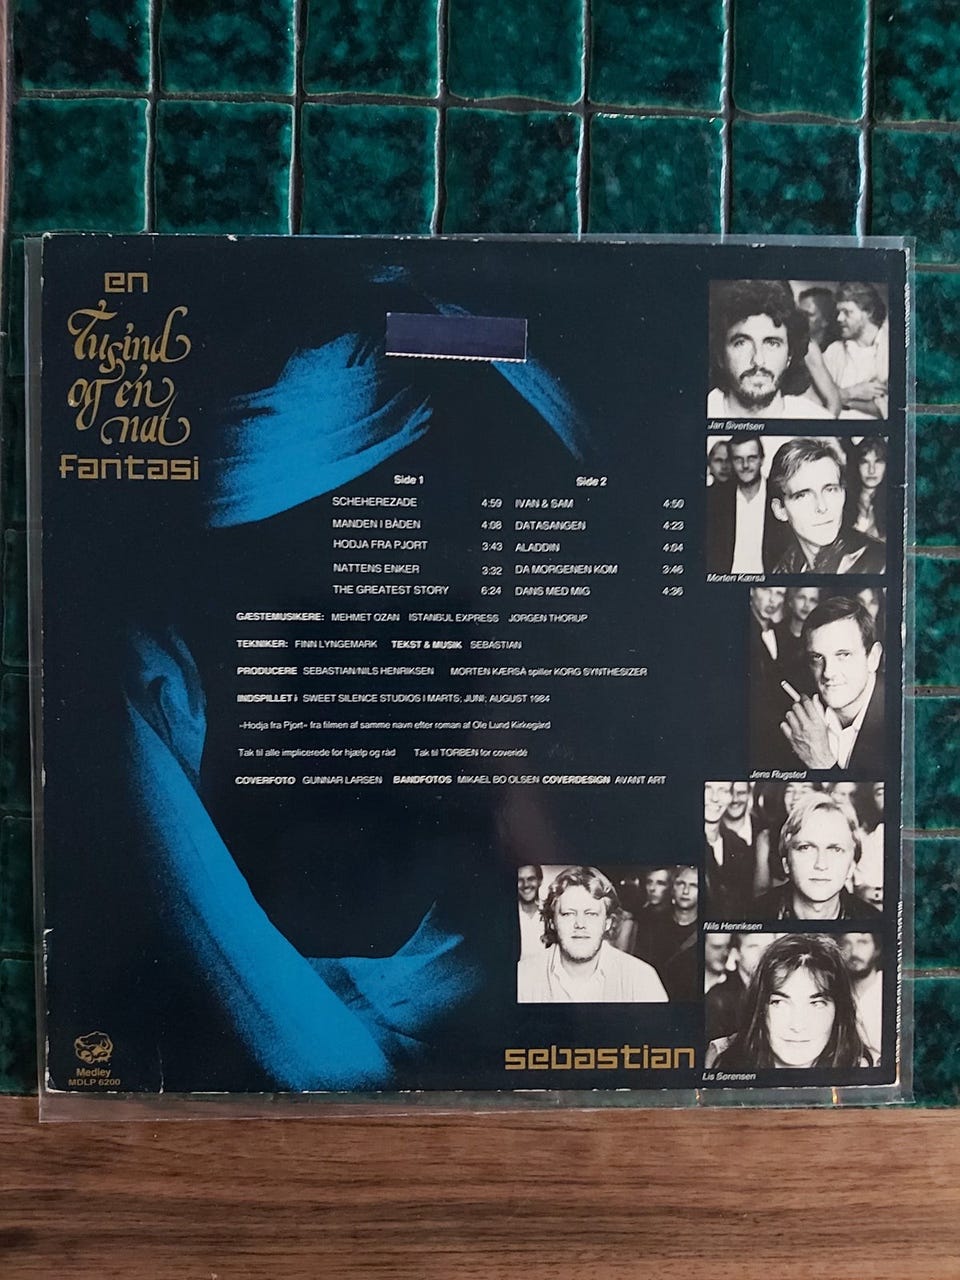 en
Tusind
og én
nat
fantasi
Side 1
SCHEHEREZADE 4:59
MANDEN I BÅDEN 4:08
HODJA FRA PJORT 3:43
NATTENS ENKER 3:32
THE GREATEST STORY 6:24
Side 2
IVAN & SAM 4:50
DATASANGEN 4:23
ALADDIN 4:04
DA MORGENEN KOM 3:46
DANS MED MIG 4:36
GÆSTEMUSIKERE: MEHMET OZAN ISTANBUL EXPRESS JØRGEN THORUP
TEKNIKER: FINN LYNGEMARK TEKST & MUSIK SEBASTIAN
PRODUCERE SEBASTIAN/NILS HENRIKSEN MORTEN KÆRSÅ spiller KORG SYNTHESIZER
INDSPILLET i SWEET SILENCE STUDIOS I MARTS; JUNI; AUGUST 1984
»Hodja fra Pjort« fra filmen af samme navn efter roman af Ole Lund Kirkegård
Tak til alle implicerede for hjælp og råd Tak til TORBEN for coveridé
COVERFOTO GUNNAR LARSEN BANDFOTOS MIKAEL BO OLSEN COVERDESIGN AVANT ART
Jan Sivertsen
Morten Kærså
Jens Rugsted
Nils Henriksen
Lis Sørensen
sebastian
Medley
MDLP 6200